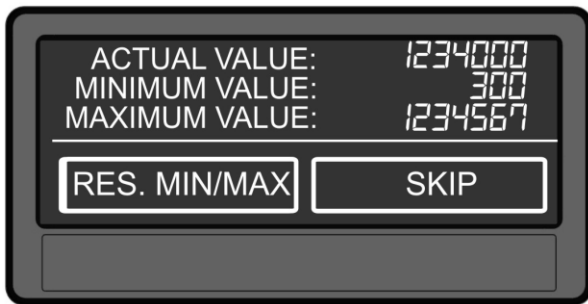 ACTUAL VALUE: 1234000
MINIMUM VALUE: 300
MAXIMUM VALUE: 1234567
RES. MIN/MAX SKIP